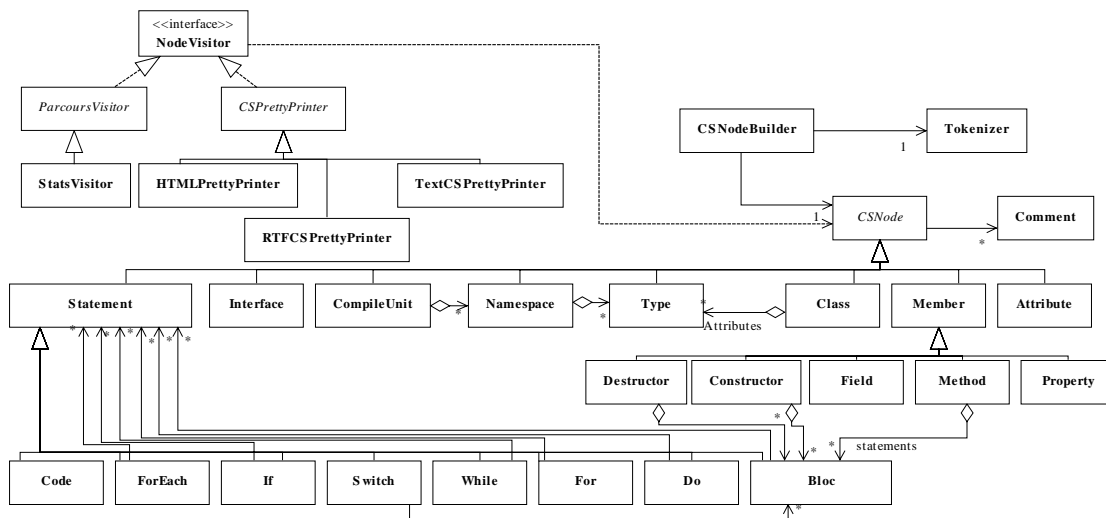 <<interface>>
NodeVisitor
ParcoursVisitor
CSPrettyPrinter
CSNodeBuilder
Tokenizer
1
StatsVisitor
HTMLPrettyPrinter
TextCSPrettyPrinter
RTFCSPrettyPrinter
1
CSNode
*
Comment
Statement
Interface
CompileUnit
*
Namespace
*
Type
*
Attributes
Class
Member
Attribute
* * * * * *
Destructor
Constructor
Field
Method
Property
*
*
*
statements
Code
ForEach
If
Switch
While
For
Do
Bloc
*